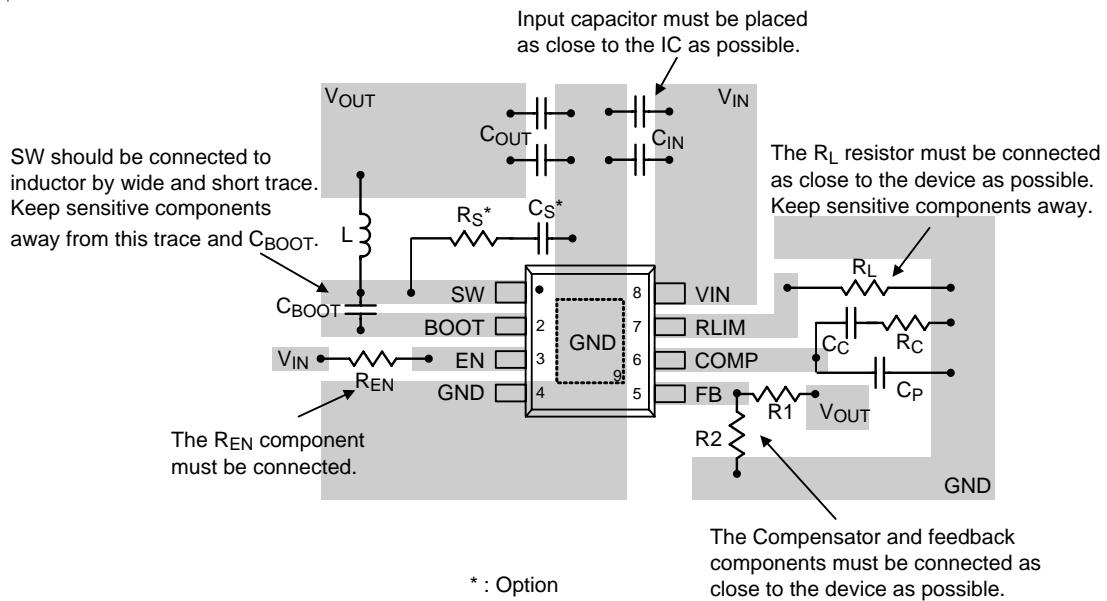 Input capacitor must be placed
as close to the IC as possible.
VOUT
COUT
CIN
VIN
SW should be connected to
inductor by wide and short trace.
Keep sensitive components
away from this trace and CBOOT.
The RL resistor must be connected
as close to the device as possible.
Keep sensitive components away.
L
RS*
CS*
RL
CBOOT
SW
8
VIN
BOOT
2
GND
7
RLIM
CC
RC
VIN
REN
EN
3
6
COMP
CP
GND
4
9
5
FB
R1
VOUT
R2
The REN component
must be connected.
GND
The Compensator and feedback
components must be connected as
close to the device as possible.
* : Option